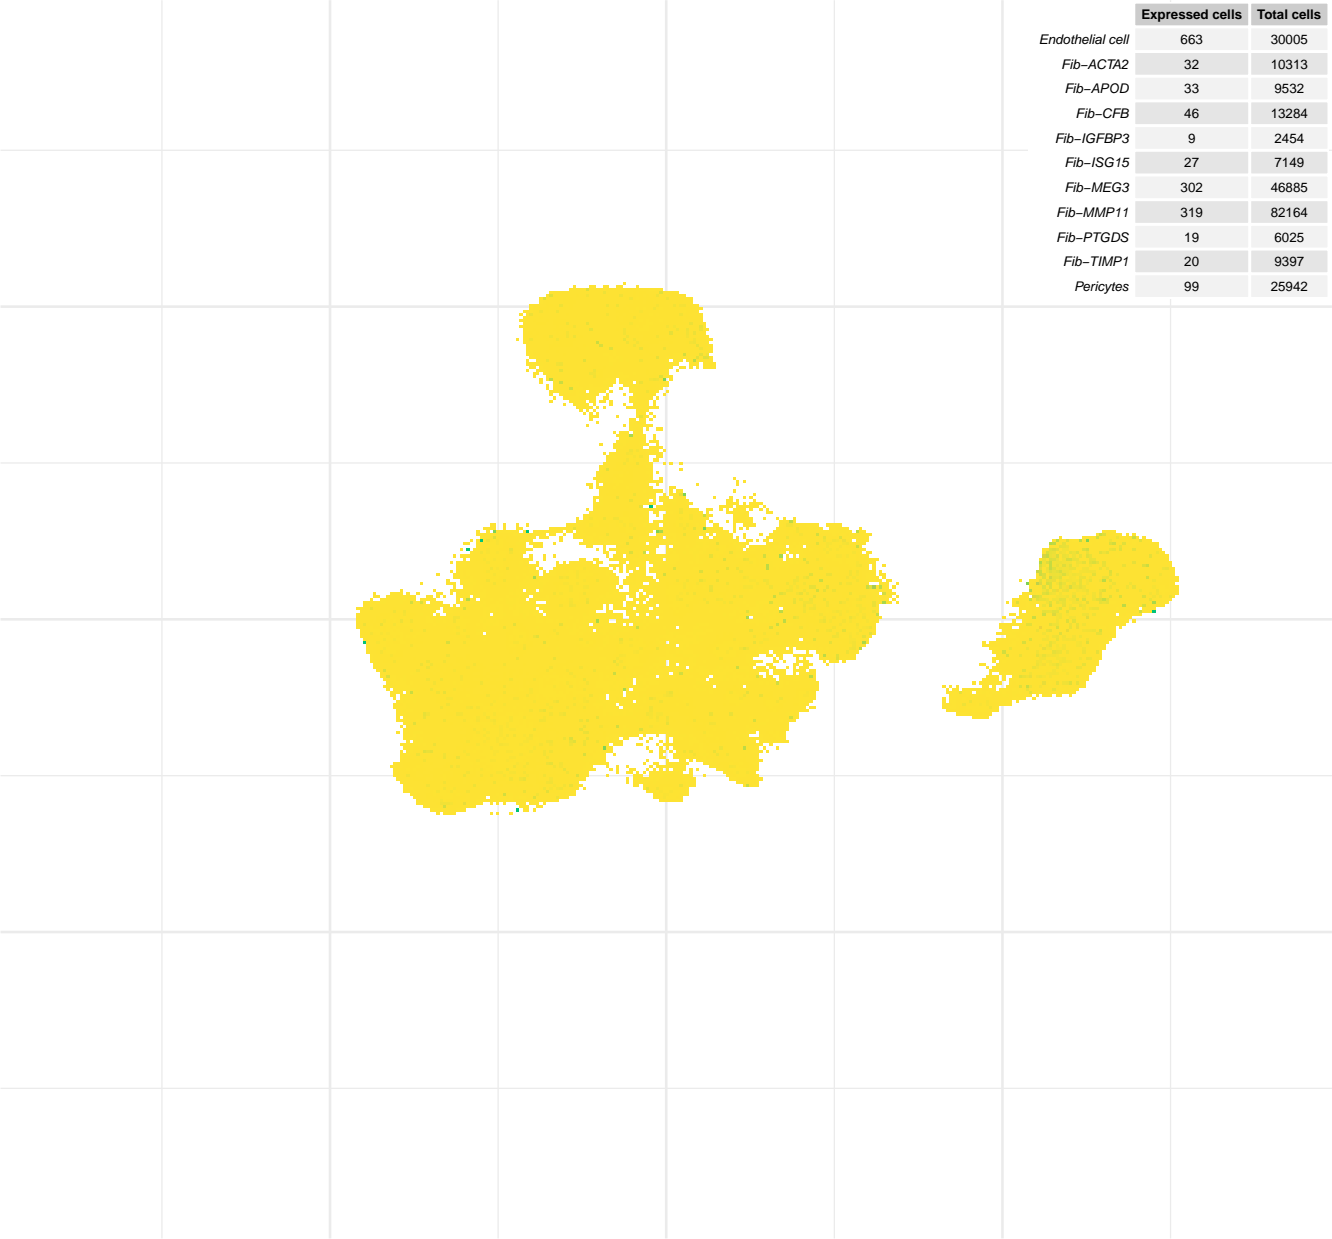 Expressed cells Total cells
Endothelial cell 663 30005
Fib−ACTA2 32 10313
Fib−APOD 33 9532
Fib−CFB 46 13284
Fib−IGFBP3 9 2454
Fib−ISG15 27 7149
Fib−MEG3 302 46885
Fib−MMP11 319 82164
Fib−PTGDS 19 6025
Fib−TIMP1 20 9397
Pericytes 99 25942